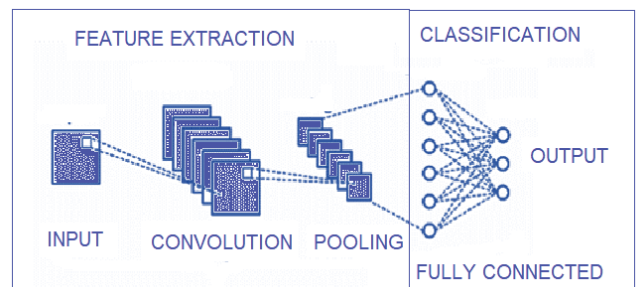 FEATURE EXTRACTION
CLASSIFICATION
OUTPUT
INPUT
CONVOLUTION
POOLING
FULLY CONNECTED